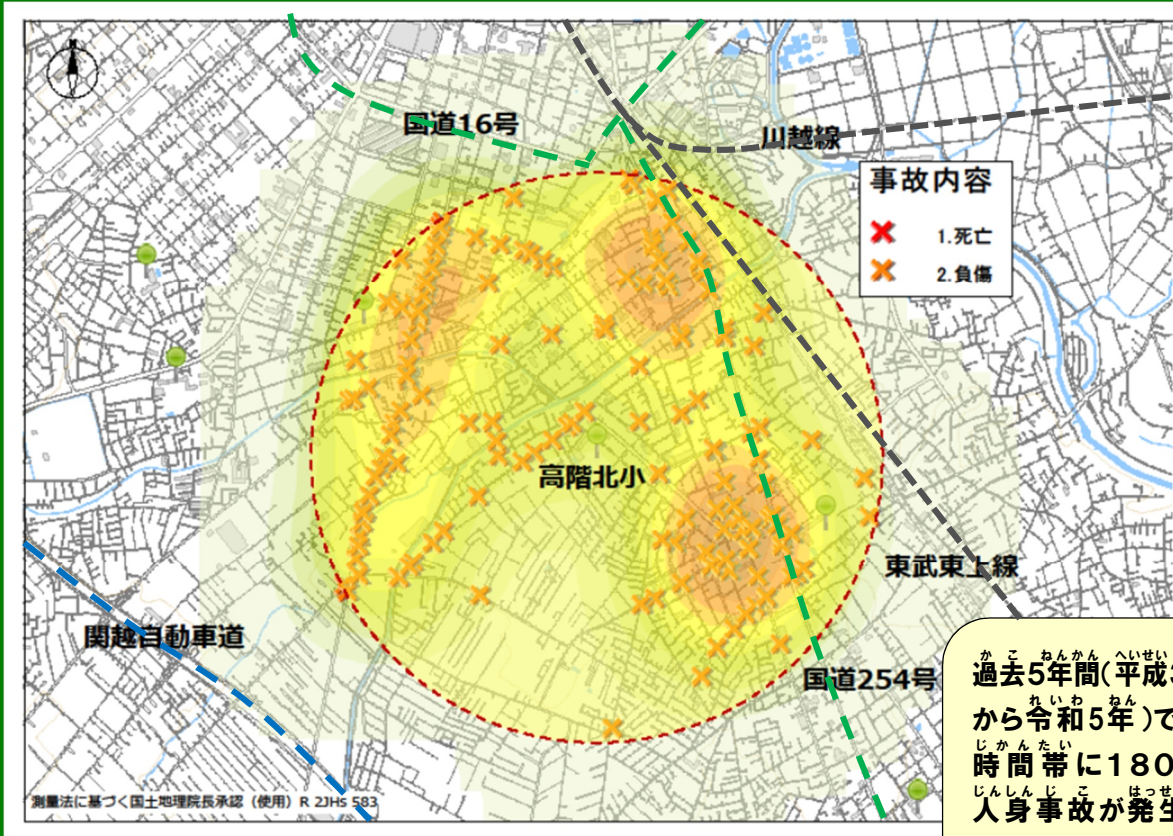 国道16号
川越線
事故内容
1.死亡
2.負傷
高階北小
東武東上線
関越自動車道
国道254号
測量法に基づく国土地理院長承認(使用) R 2JHs 583
過去5年間(平成
から令和5年)で
時間帯に180
人身事故が発生